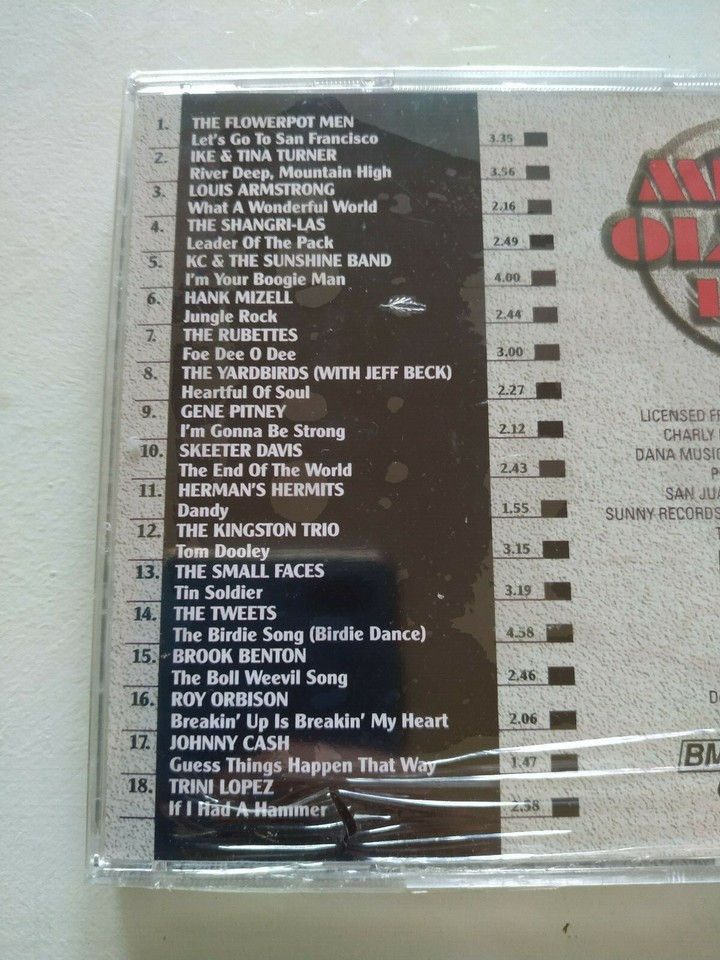 1. THE FLOWERPOT MEN
Let's Go To San Francisco 3.35
2. IKE & TINA TURNER
River Deep, Mountain High 3.56
3. LOUIS ARMSTRONG
What A Wonderful World 2.16
4. THE SHANGRI-LAS
Leader Of The Pack 2.49
5. KC & THE SUNSHINE BAND
I'm Your Boogie Man 4.00
6. HANK MIZELL
Jungle Rock 2.44
7. THE RUBETTES
Foe Dee O Dee 3.00
8. THE YARDBIRDS (WITH JEFF BECK)
Heartful Of Soul 2.27
9. GENE PITNEY
I'm Gonna Be Strong 2.12
10. SKEETER DAVIS
The End Of The World 2.43
11. HERMAN'S HERMITS
Dandy 1.55
12. THE KINGSTON TRIO
Tom Dooley 3.15
13. THE SMALL FACES
Tin Soldier 3.19
14. THE TWEETS
The Birdie Song (Birdie Dance) 4.58
15. BROOK BENTON
The Boll Weevil Song 2.46
16. ROY ORBISON
Breakin' Up Is Breakin' My Heart 2.06
17. JOHNNY CASH
Guess Things Happen That Way 1.47
18. TRINI LOPEZ
If I Had A Hammer 2.58
LICENSED
CHARLY
DANA MUSIC
SAN
SUNNY RECORDS
BM